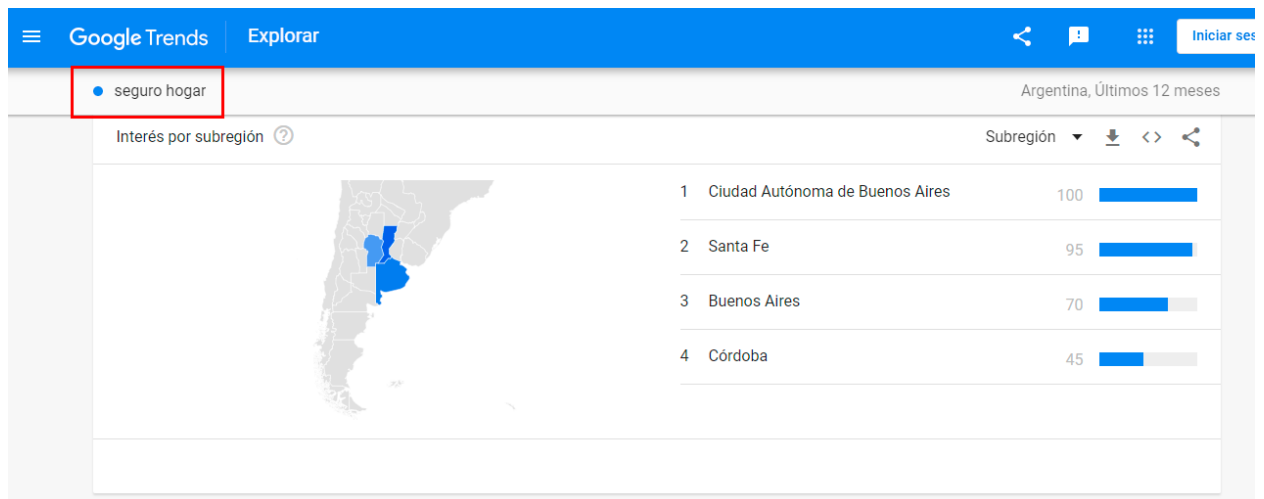 Google Trends Explorar Iniciar ses
seguro hogar Argentina, Últimos 12 meses
Interés por subregión ? Subregión
1 Ciudad Autónoma de Buenos Aires 100
2 Santa Fe 95
3 Buenos Aires 70
4 Córdoba 45